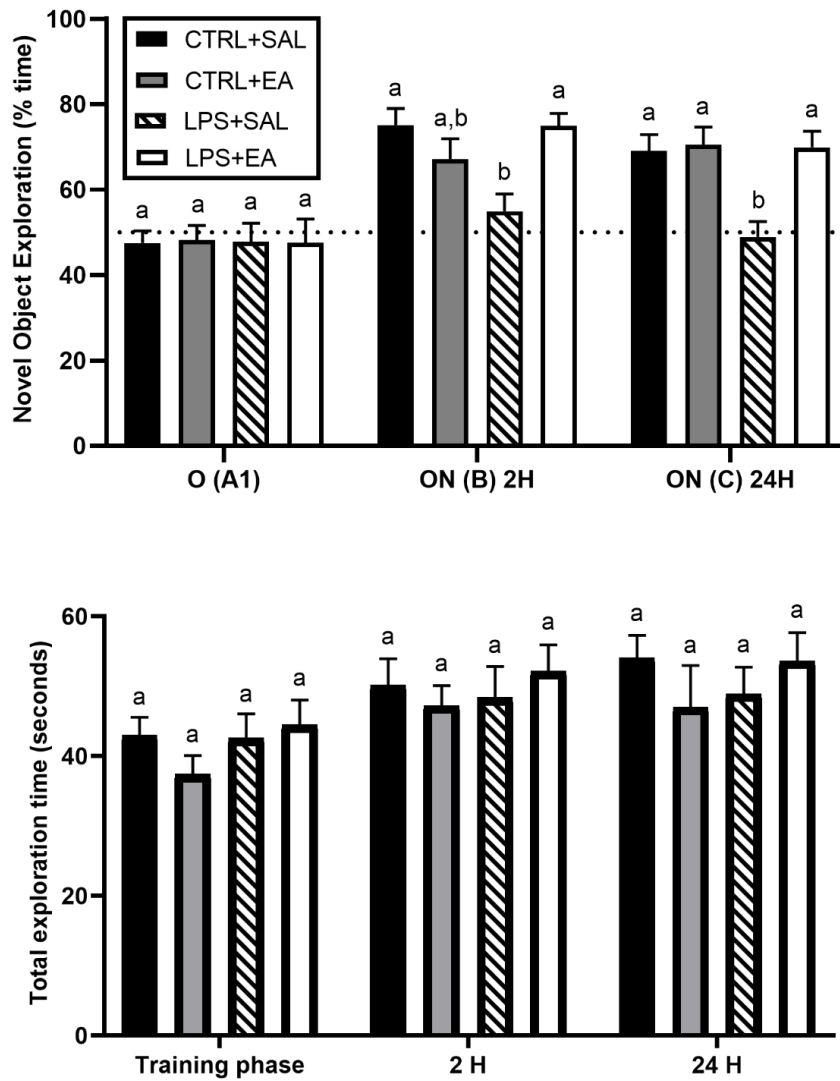 Novel Object Exploration (% time)
100
80
60
40
20
0
CTRL+SAL
CTRL+EA
LPS+SAL
LPS+EA
a
a
a
a
a
a,b
b
a
a
a
b
a
O (A1)
ON (B) 2H
ON (C) 24H
Total exploration time (seconds)
60
40
20
0
a
a
a
a
a
a
a
a
a
a
a
a
Training phase
2 H
24 H